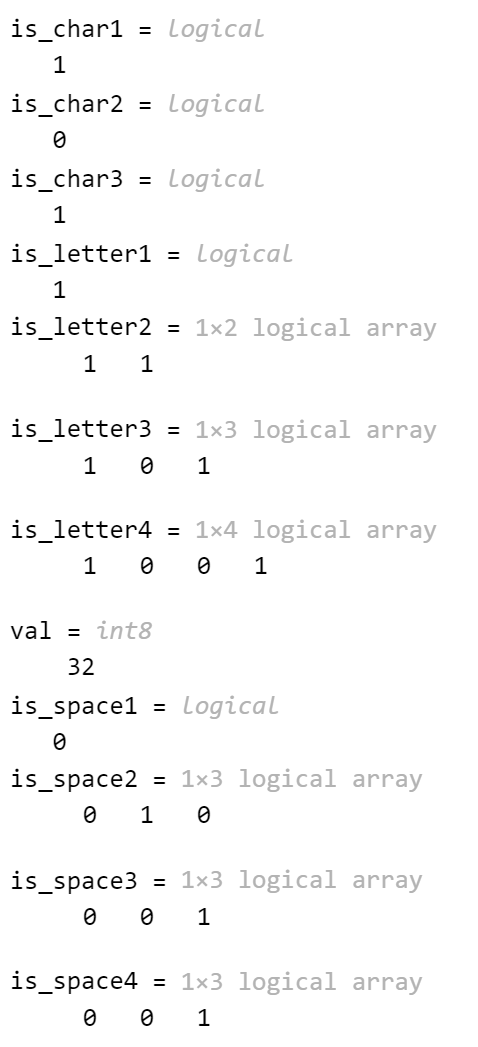 is_char1 = logical
1
is_char2 = logical
0
is_char3 = logical
1
is_letter1 = logical
1
is_letter2 = 1×2 logical array
1 1
is_letter3 = 1×3 logical array
1 0 1
is_letter4 = 1×4 logical array
1 0 0 1
val = int8
32
is_space1 = logical
0
is_space2 = 1×3 logical array
0 1 0
is_space3 = 1×3 logical array
0 0 1
is_space4 = 1×3 logical array
0 0 1